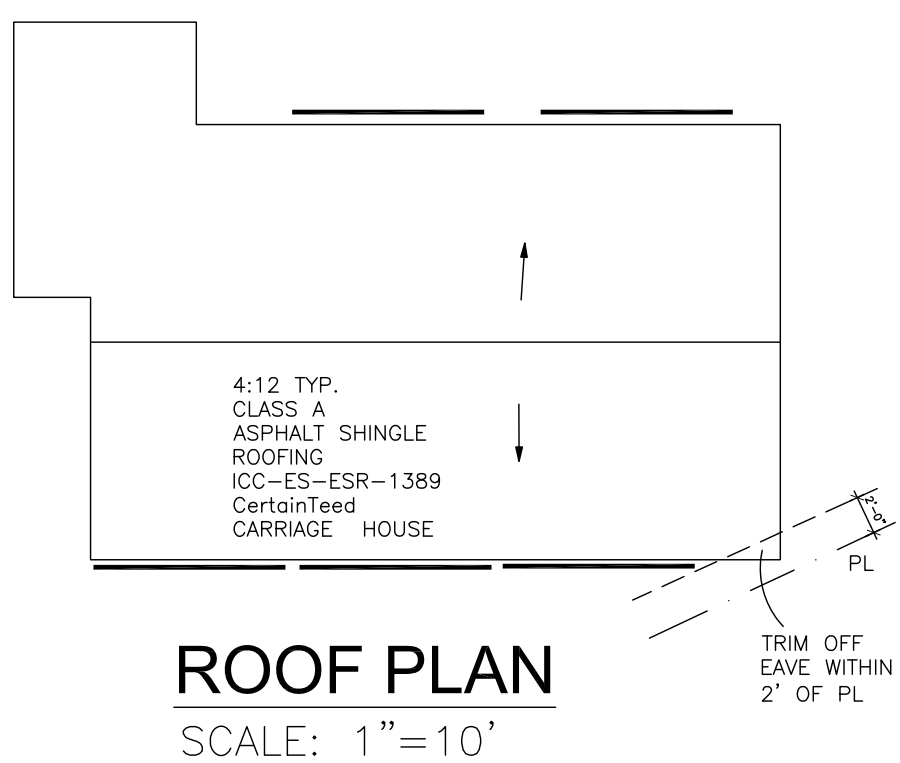 4:12 TYP.
CLASS A
ASPHALT SHINGLE
ROOFING
ICC-ES-ESR-1389
CertainTeed
CARRIAGE HOUSE
2'-0"
PL
TRIM OFF
EAVE WITHIN
2' OF PL
ROOF PLAN
SCALE: 1"=10'